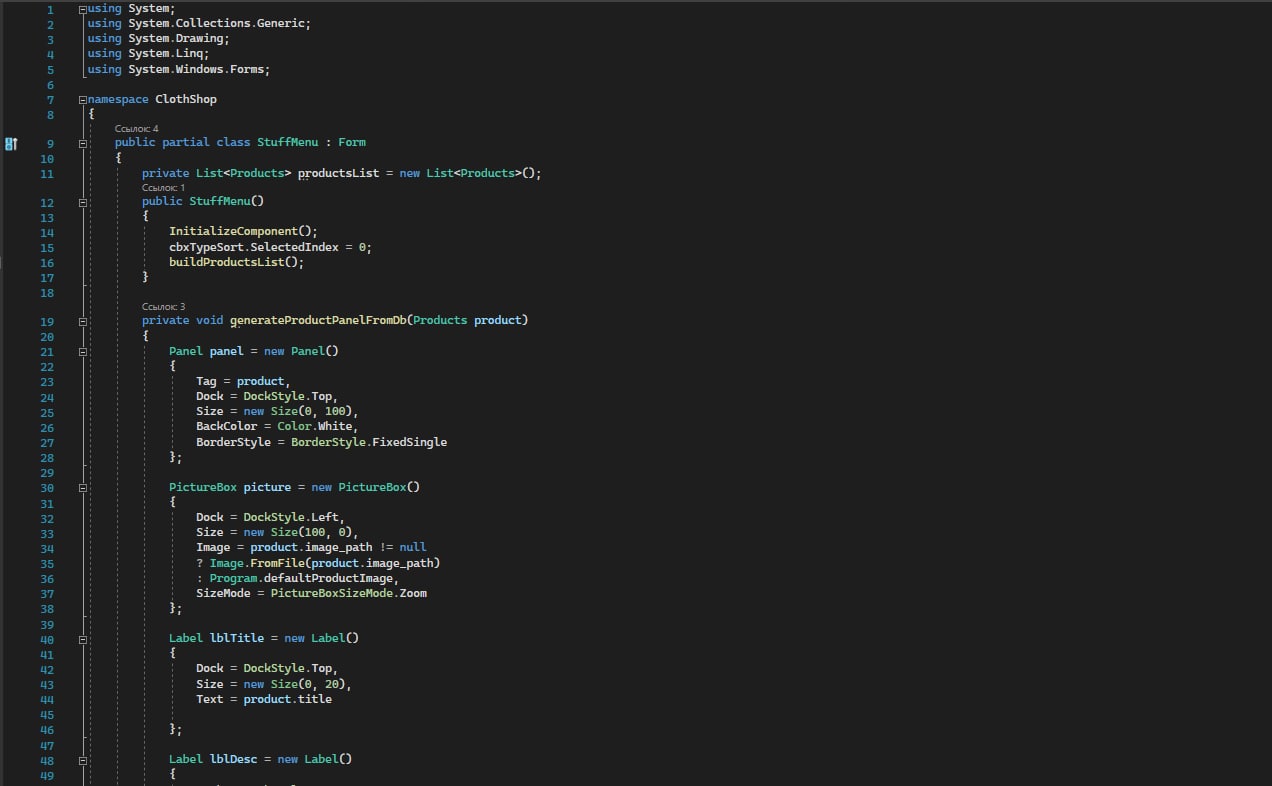 1 using System;
2 using System.Collections.Generic;
3 using System.Drawing;
4 using System.Linq;
5 using System.Windows.Forms;
6
7 namespace ClothShop
8 {
Ссылок: 4
9 public partial class StuffMenu : Form
10 {
11 private List<Products> productsList = new List<Products>();
Ссылок: 1
12 public StuffMenu()
13 {
14 InitializeComponent();
15 cbxTypeSort.SelectedIndex = 0;
16 buildProductsList();
17 }
18
Ссылок: 3
19 private void generateProductPanelFromDb(Products product)
20 {
21 Panel panel = new Panel()
22 {
23 Tag = product,
24 Dock = DockStyle.Top,
25 Size = new Size(0, 100),
26 BackColor = Color.White,
27 BorderStyle = BorderStyle.FixedSingle
28 };
29
30 PictureBox picture = new PictureBox()
31 {
32 Dock = DockStyle.Left,
33 Size = new Size(100, 0),
34 Image = product.image_path != null
35 ? Image.FromFile(product.image_path)
36 : Program.defaultProductImage,
37 SizeMode = PictureBoxSizeMode.Zoom
38 };
39
40 Label lblTitle = new Label()
41 {
42 Dock = DockStyle.Top,
43 Size = new Size(0, 20),
44 Text = product.title
45
46 };
47
48 Label lblDesc = new Label()
49 {